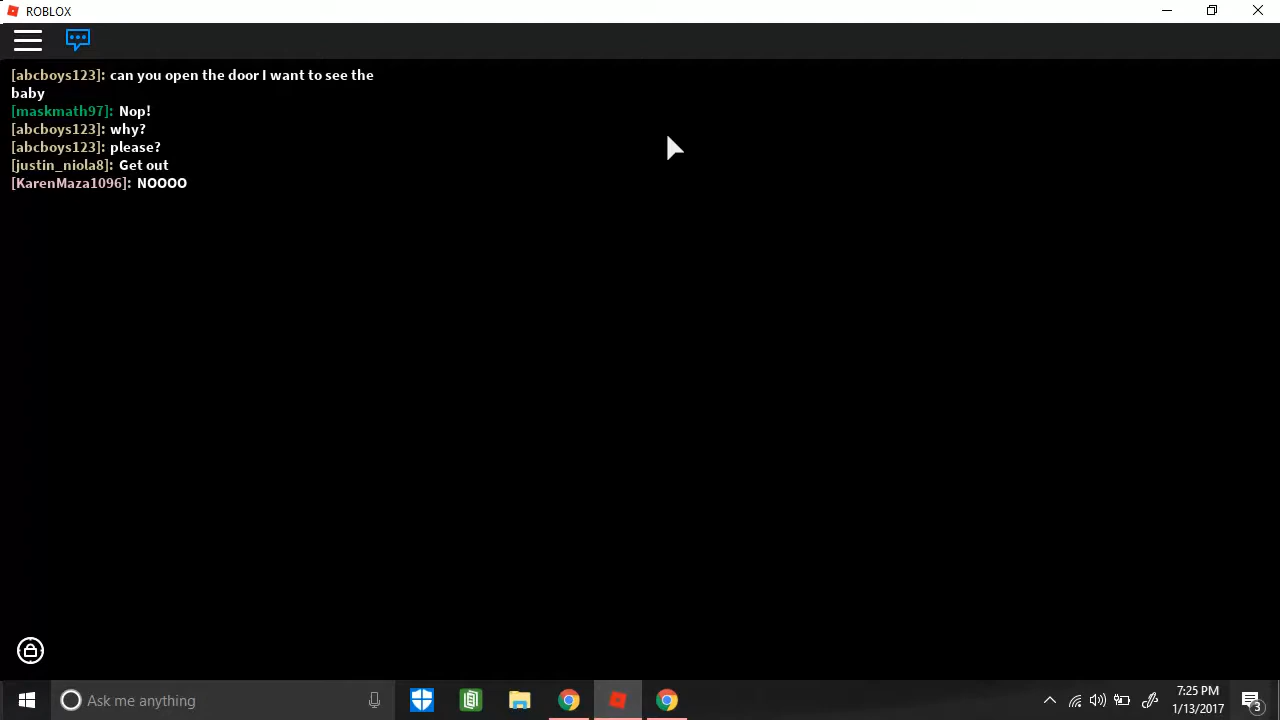 ROBLOX
[abcboys123]: can you open the door I want to see the
baby
[maskmath97]: Nop!
[abcboys123]: why?
[abcboys123]: please?
[justin_niola8]: Get out
[KarenMaza1096]: NOOOO
Ask me anything
7:25 PM
1/13/2017
3